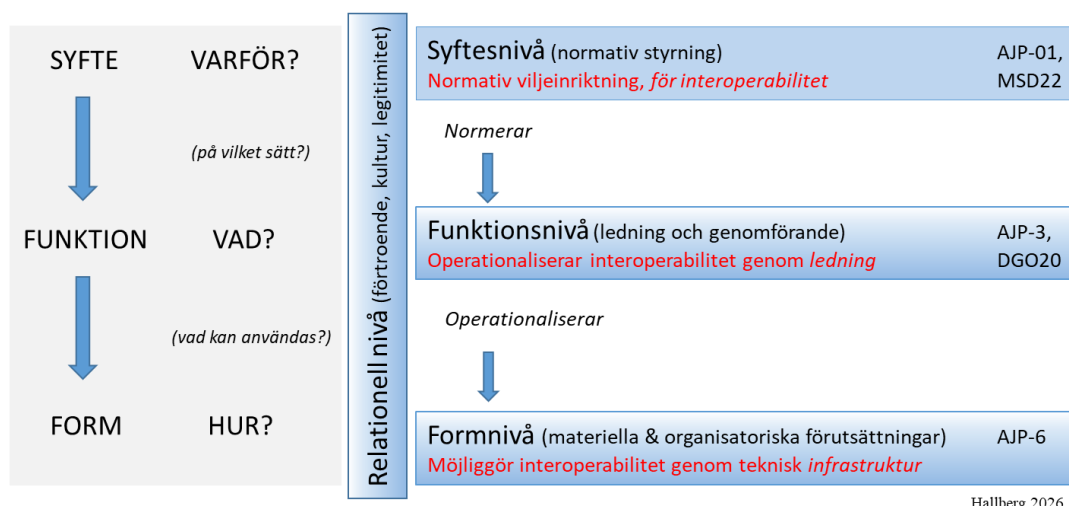 SYFTE VARFÖR?
(på vilket sätt?)
FUNKTION VAD?
(vad kan användas?)
FORM HUR?
Relationell nivå (förtroende, kultur, legitimitet)
Syftesnivå (normativ styrning) AJP-01,
Normativ viljeinriktning, för interoperabilitet MSD22
Normerar
Funktionsnivå (ledning och genomförande) AJP-3,
Operationaliserar interoperabilitet genom ledning DGO20
Operationaliserar
Formnivå (materiella & organisatoriska förutsättningar) AJP-6
Möjliggör interoperabilitet genom teknisk infrastruktur
Hallberg 2026